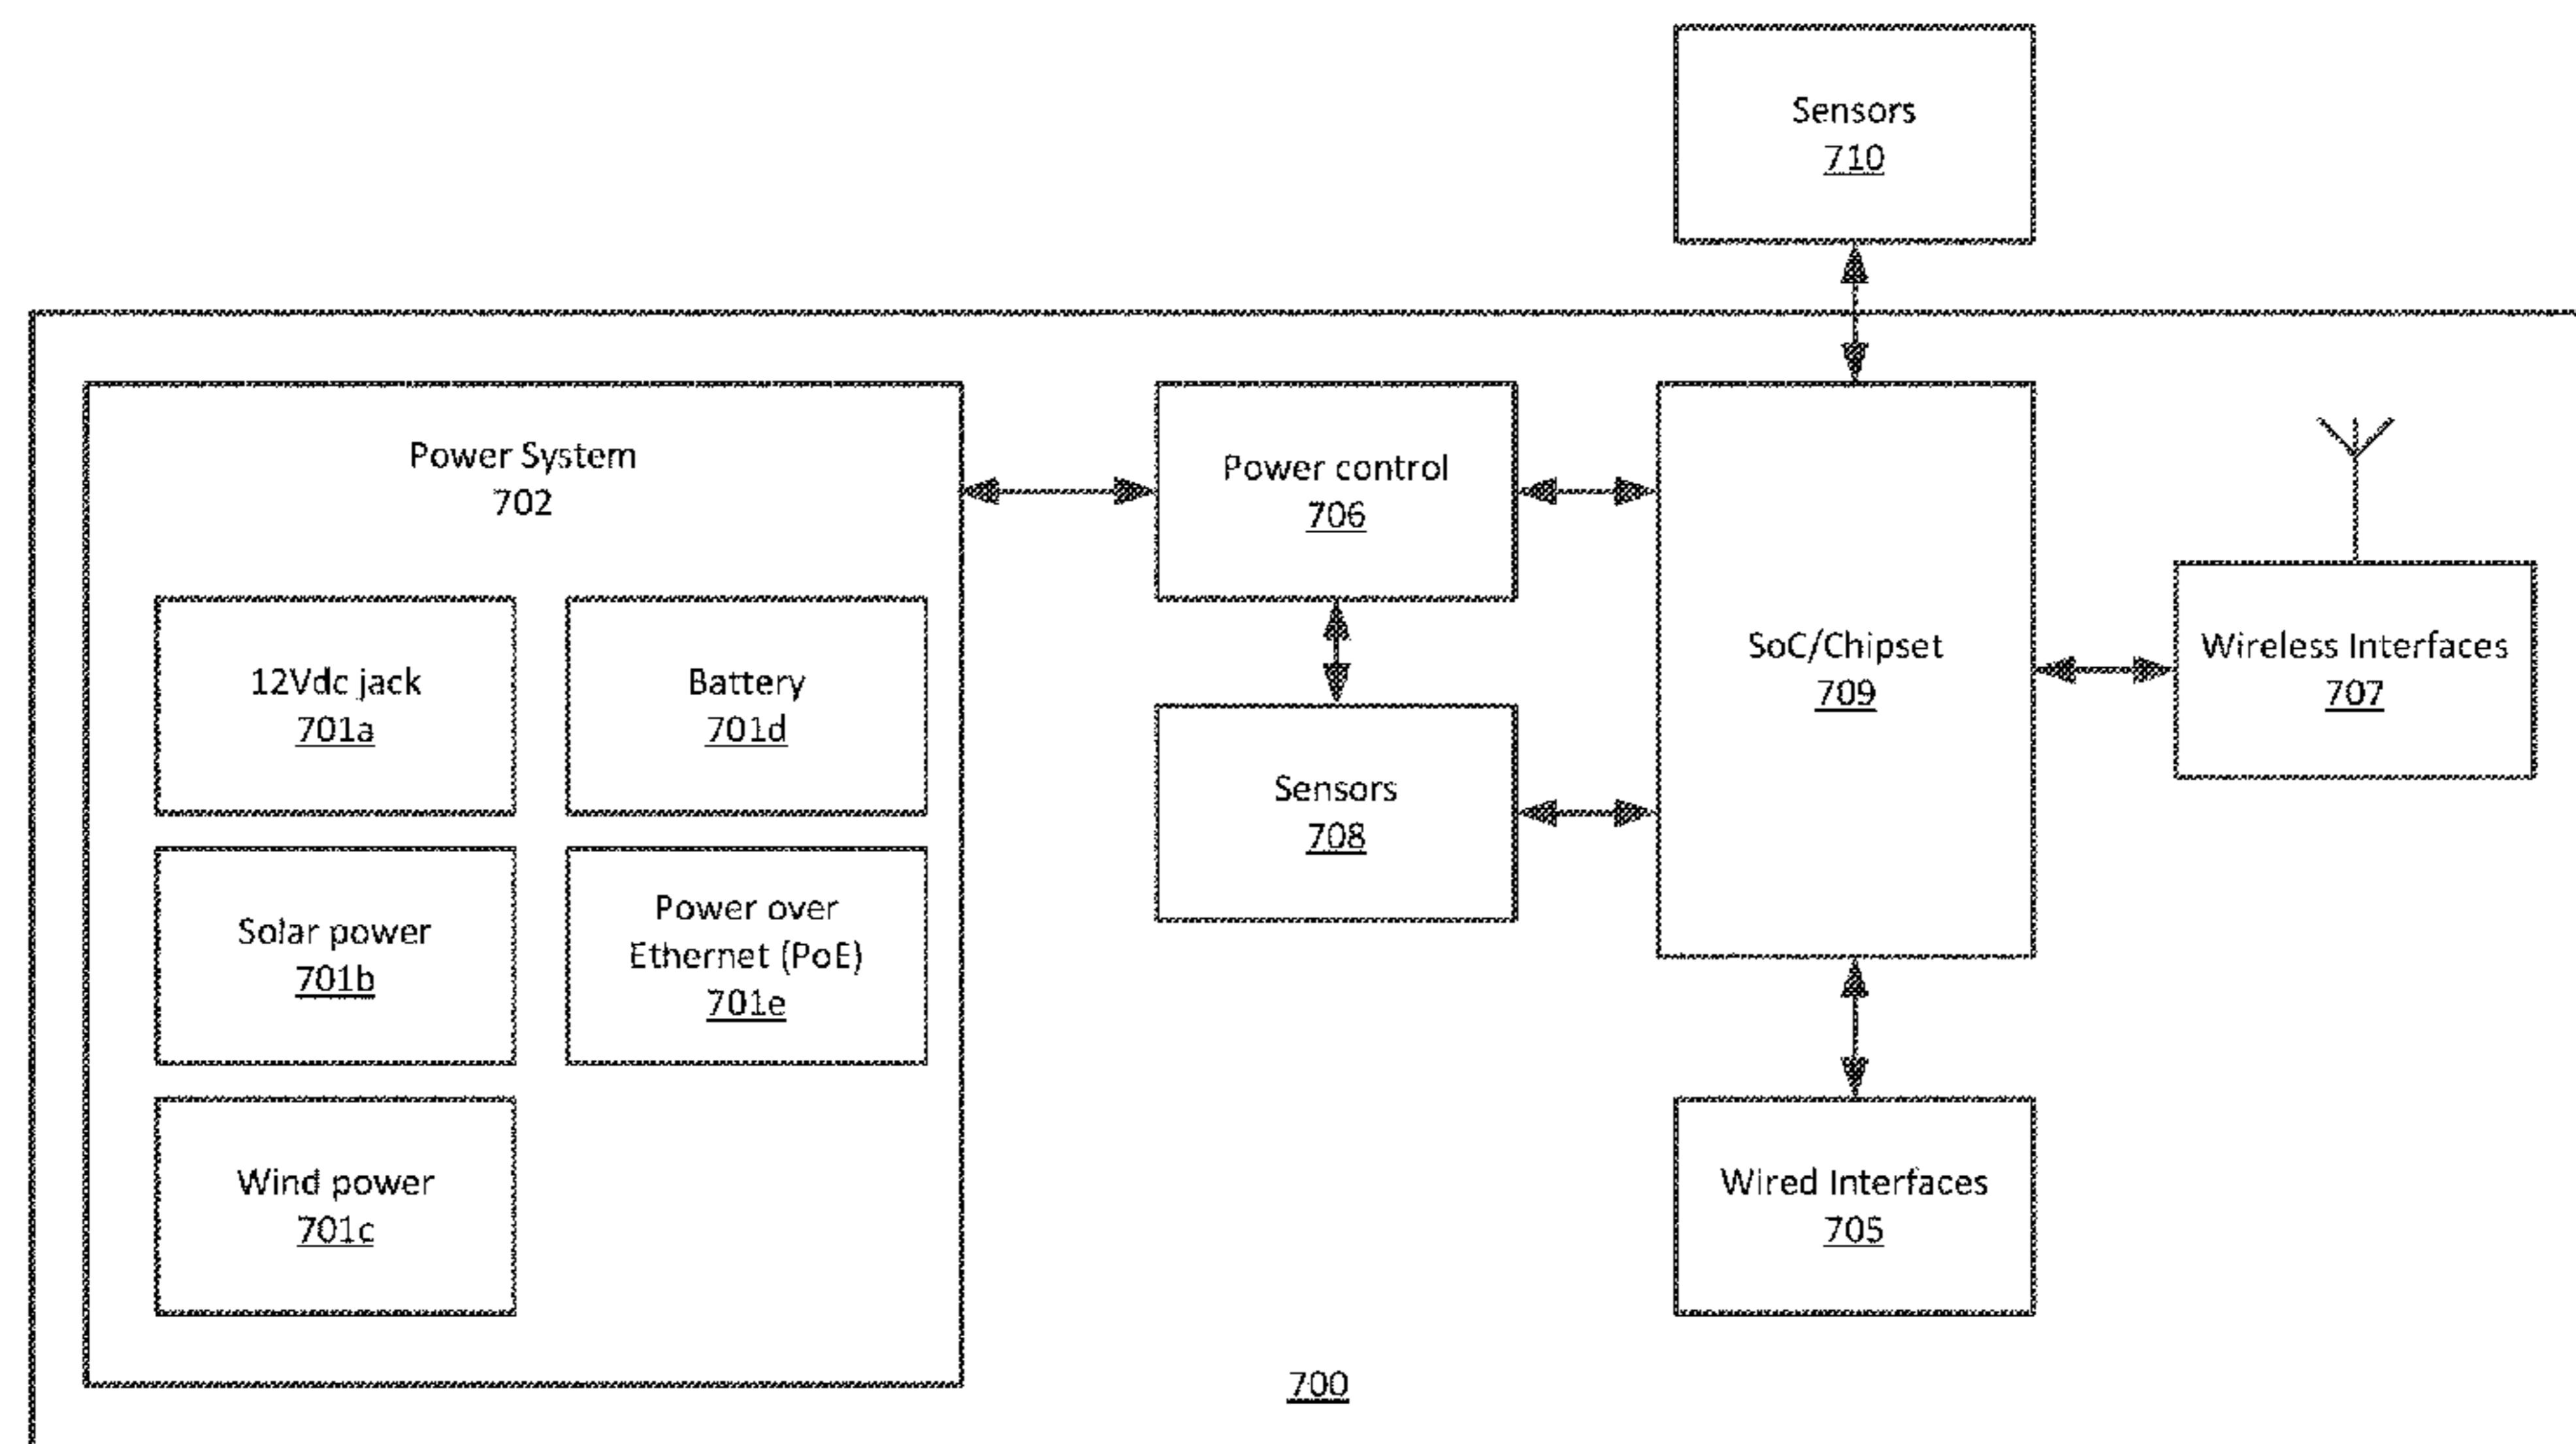 Sensors
710
Power System
702
12Vdc jack
701a
Battery
701d
Solar power
701b
Power over
Ethernet (PoE)
701e
Wind power
701c
Power control
706
Sensors
708
SoC/Chipset
709
Wireless Interfaces
707
Wired Interfaces
705
700